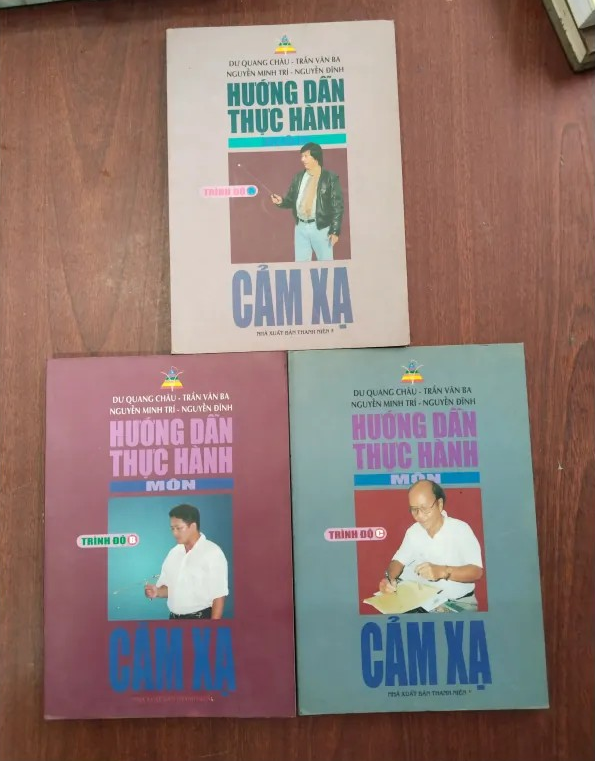 DƯ QUANG CHÂU - TRẦN VĂN BA
NGUYỄN MINH TRÍ - NGUYỄN ĐÌNH
HƯỚNG DẪN
THỰC HÀNH
TRÌNH ĐỘ A
CẢM XẠ
NHÀ XUẤT BẢN THANH NIÊN
DƯ QUANG CHÂU - TRẦN VĂN BA
NGUYỄN MINH TRÍ - NGUYỄN ĐÌNH
HƯỚNG DẪN
THỰC HÀNH
MÔN
TRÌNH ĐỘ B
CẢM XẠ
DƯ QUANG CHÂU - TRẦN VĂN BA
NGUYỄN MINH TRÍ - NGUYỄN ĐÌNH
HƯỚNG DẪN
THỰC HÀNH
MÔN
TRÌNH ĐỘ C
CẢM XẠ
NHÀ XUẤT BẢN THANH NIÊN